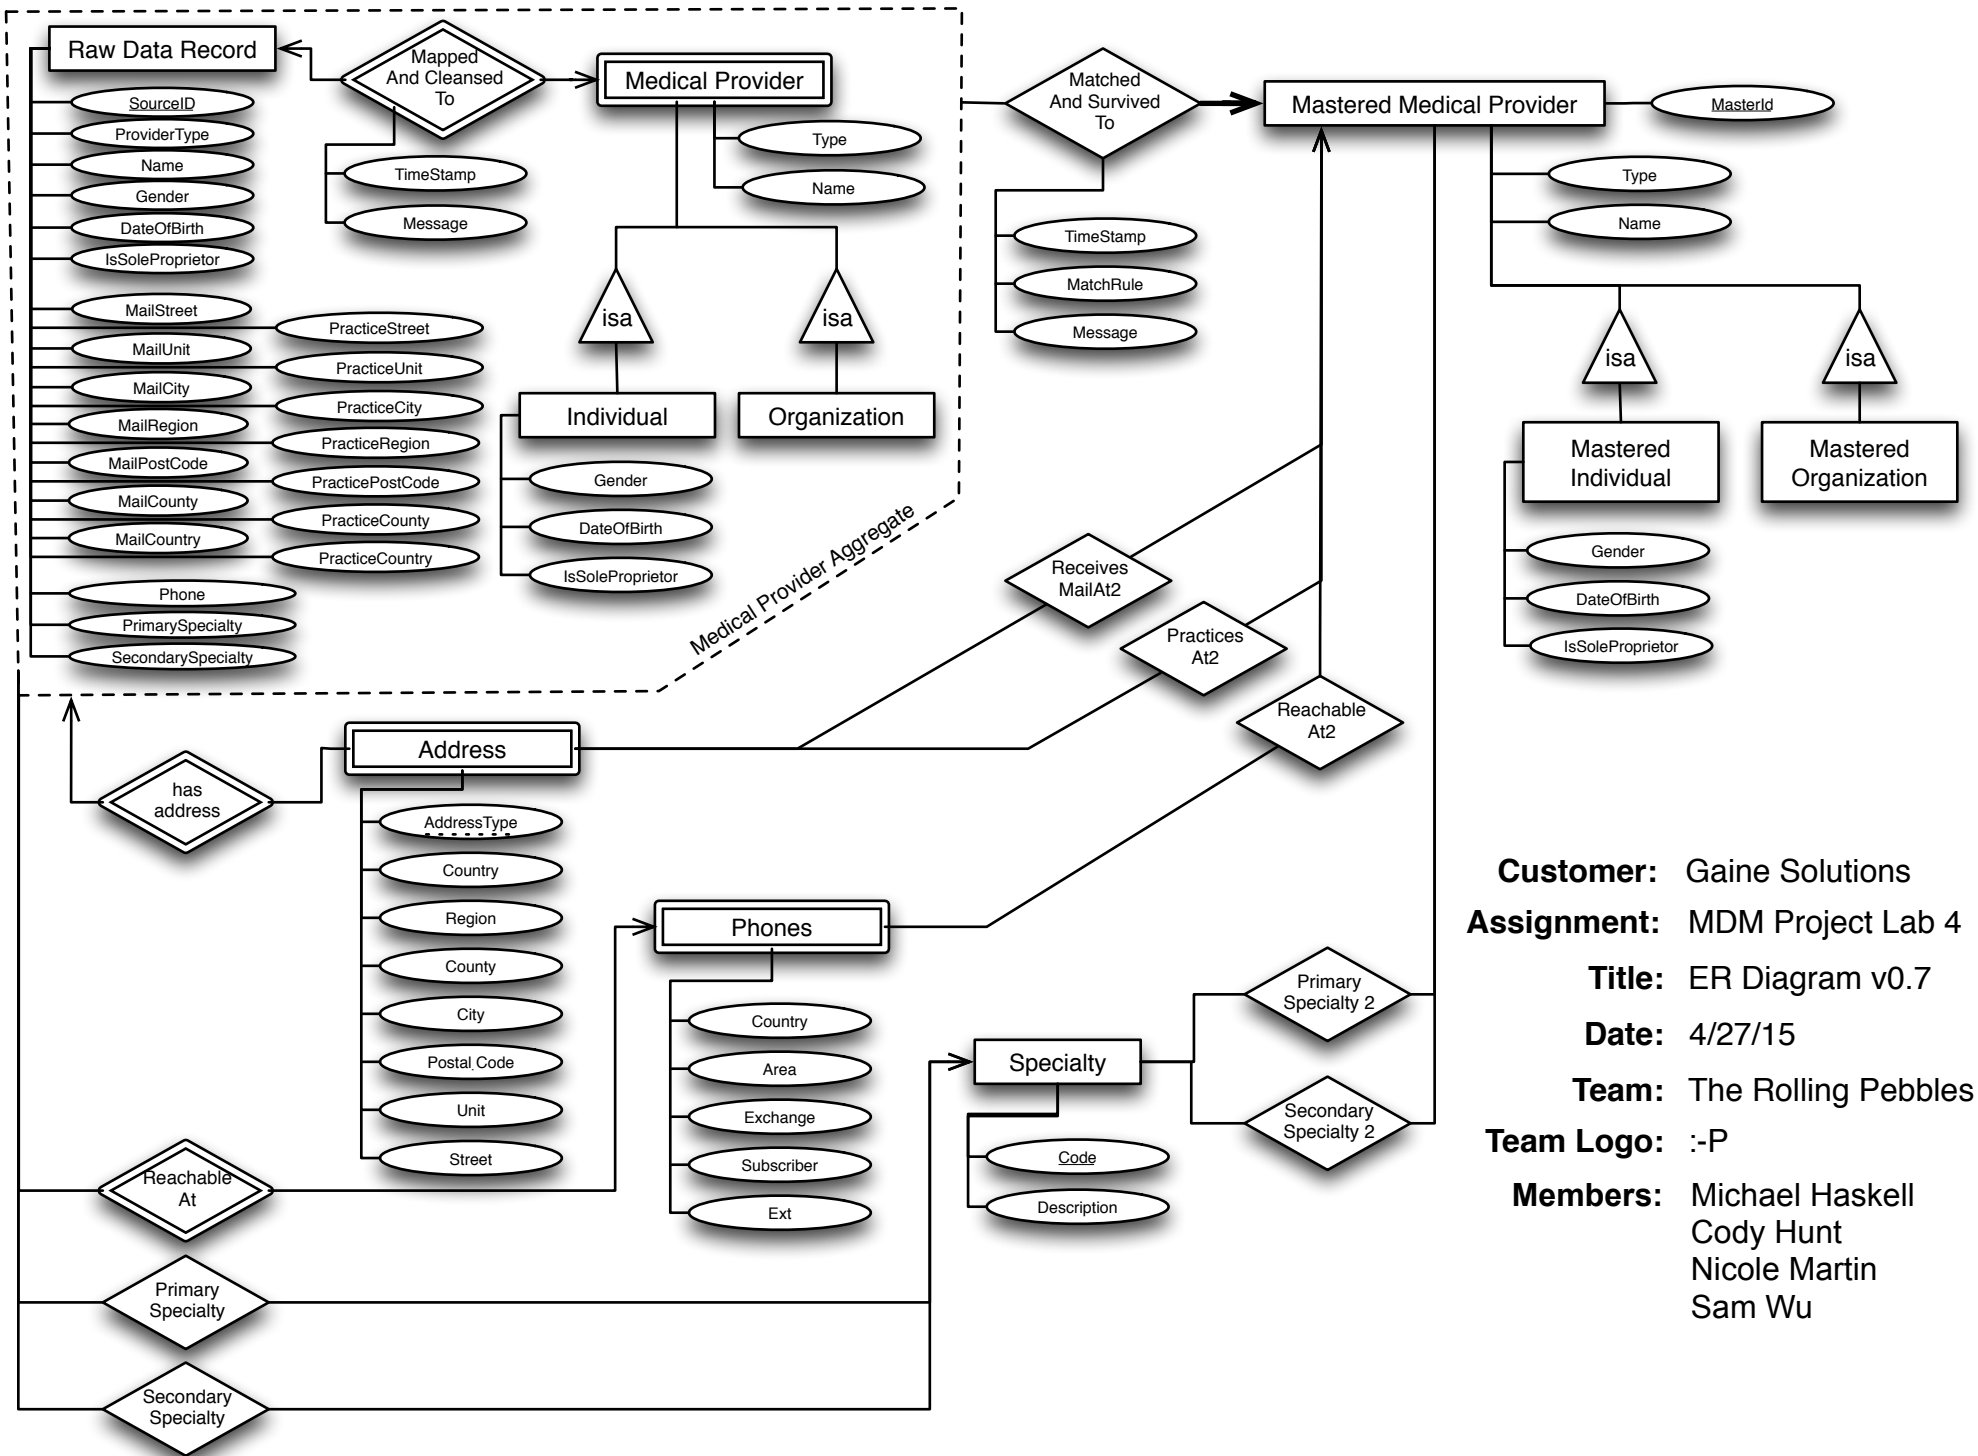 Raw Data Record
SourceID
ProviderType
Name
Gender
DateOfBirth
IsSoleProprietor
MailStreet
PracticeStreet
MailUnit
PracticeUnit
MailCity
PracticeCity
MailRegion
PracticeRegion
MailPostCode
PracticePostCode
MailCounty
PracticeCounty
MailCountry
PracticeCountry
Phone
PrimarySpecialty
SecondarySpecialty
Mapped
And Cleansed
To
TimeStamp
Message
Medical Provider
Type
Name
isa
isa
Individual
Organization
Gender
DateOfBirth
IsSoleProprietor
Medical Provider Aggregate
Matched
And Survived
To
TimeStamp
MatchRule
Message
Mastered Medical Provider
MasterId
Type
Name
isa
isa
Mastered
Individual
Mastered
Organization
Gender
DateOfBirth
IsSoleProprietor
Receives
MailAt2
Practices
At2
Reachable
At2
has
address
Address
AddressType
Country
Region
County
City
Postal Code
Unit
Street
Phones
Country
Area
Exchange
Subscriber
Ext
Specialty
Code
Description
Primary
Specialty 2
Secondary
Specialty 2
Reachable
At
Primary
Specialty
Secondary
Specialty
Customer: Gaine Solutions
Assignment: MDM Project Lab 4
Title: ER Diagram v0.7
Date: 4/27/15
Team: The Rolling Pebbles
Team Logo: :-P
Members: Michael Haskell
Cody Hunt
Nicole Martin
Sam Wu